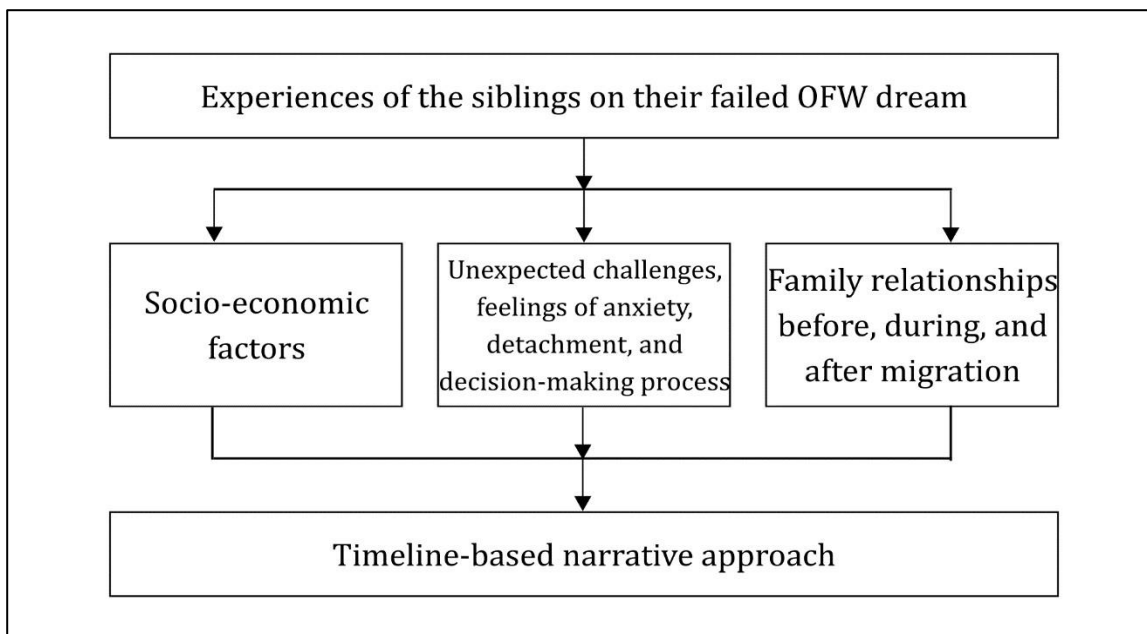 Experiences of the siblings on their failed OFW dream
Socio-economic
factors
Unexpected challenges,
feelings of anxiety,
detachment, and
decision-making process
Family relationships
before, during, and
after migration
Timeline-based narrative approach